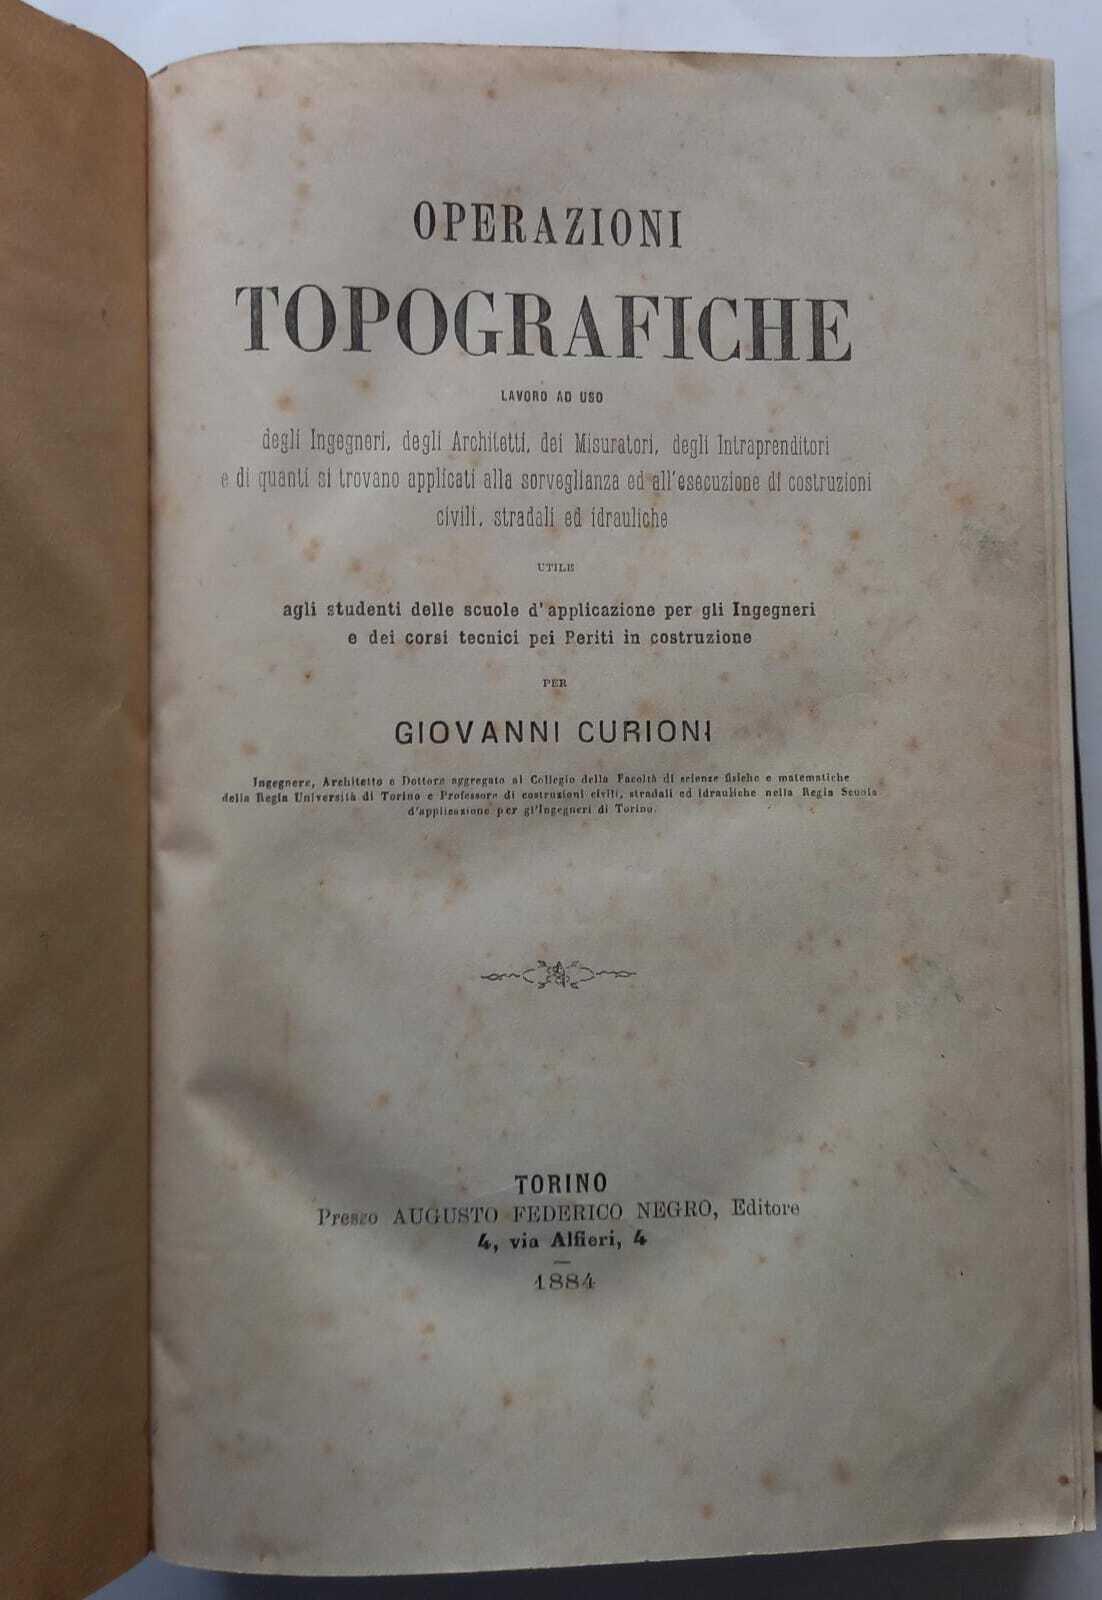 OPERAZIONI
TOPOGRAFICHE
LAVORO AD USO
degli Ingegneri, degli Architetti, dei Misuratori, degli Intraprenditori
e di quanti si trovano applicati alla sorveglianza ed all'esecuzione di costruzioni
civili, stradali ed idrauliche
UTILE
agli studenti delle scuole d'applicazione per gli Ingegneri
e dei corsi tecnici pei Periti in costruzione
PER
GIOVANNI CURIONI
Ingegnere, Architetto e Dottore aggregato al Collegio della Facoltà di scienze fisiche e matematiche
della Regia Università di Torino e Professore di costruzioni civili, stradali ed idrauliche nella Regia Scuola
d'applicazione per gl'Ingegneri di Torino.
TORINO
Presso AUGUSTO FEDERICO NEGRO, Editore
4, via Alfieri, 4
1884